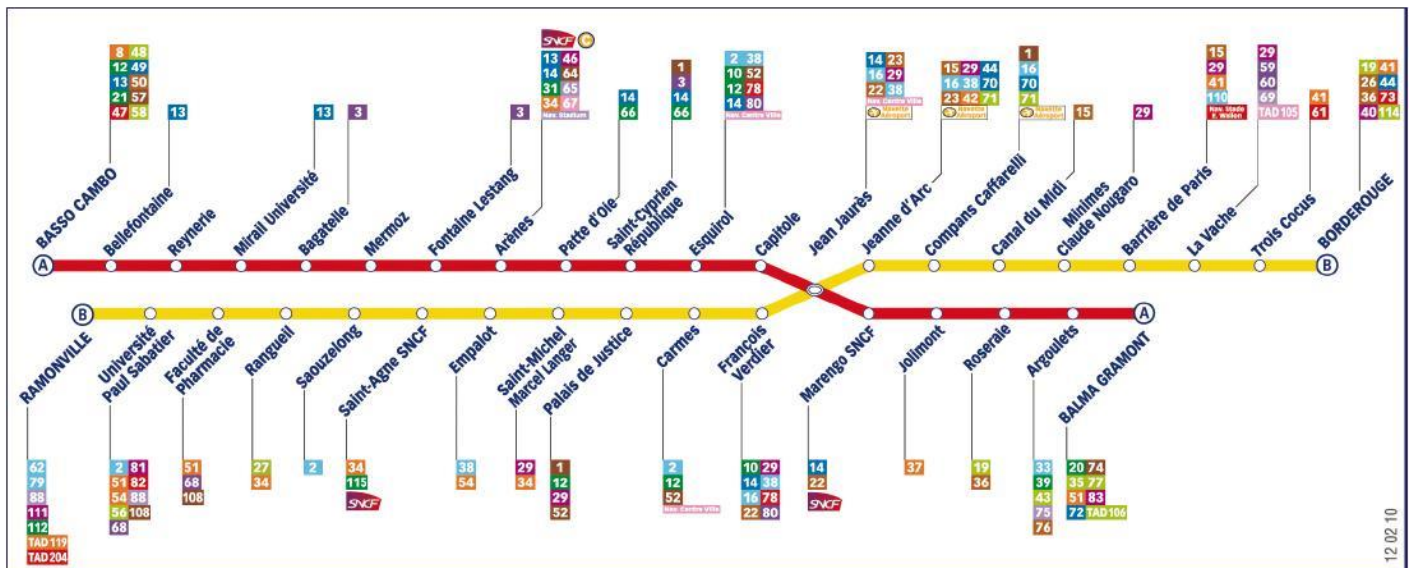 8 48
12 49
13 50
21 57
47 58
BASSO CAMBO
13
Bellefontaine
Reynerie
13
Mirail Université
3
Bagatelle
Mermoz
3
Fontaine Lestang
SNCF C
13 46
14 64
31 65
34 67
Nav. Stadium
Arènes
14
66
Patte d'Oie
1
3
14
66
Saint-Cyprien
République
2 38
10 52
12 78
14 80
Nav. Centre Ville
Esquirol
Capitole
14 23
16 29
22 38
Nav. Centre Ville
Navette
Aéroport
Jean Jaurès
15 29 44
16 38 70
23 42 71
Navette
Aéroport
Jeanne d'Arc
1
16
70
71
Navette
Aéroport
Compans Caffarelli
15
Canal du Midi
29
Minimes
Claude Nougaro
15
29
41
110
Nav. Stade
E. Wallon
Barrière de Paris
29
59
60
69
TAD 105
La Vache
41
61
Trois Cocus
19 41
26 44
36 73
40 114
BORDEROUGE
A
B
B
A
RAMONVILLE
62
79
88
111
112
TAD 119
TAD 204
Université
Paul Sabatier
2 81
51 82
54 88
56 108
68
Faculté de
Pharmacie
51
68
108
Rangueil
27
34
Saouzelong
2
Saint-Agne SNCF
34
115
SNCF
Empalot
38
54
Saint-Michel
Marcel Langer
29
34
Palais de Justice
1
12
29
52
Carmes
2
12
52
Nav. Centre Ville
François
Verdier
10 29
14 38
16 78
22 80
Marengo SNCF
14
22
SNCF
Jolimont
37
Roseraie
19
36
Argoulets
33
39
43
75
76
BALMA GRAMONT
20 74
35 77
51 83
72 TAD 106
12 02 10